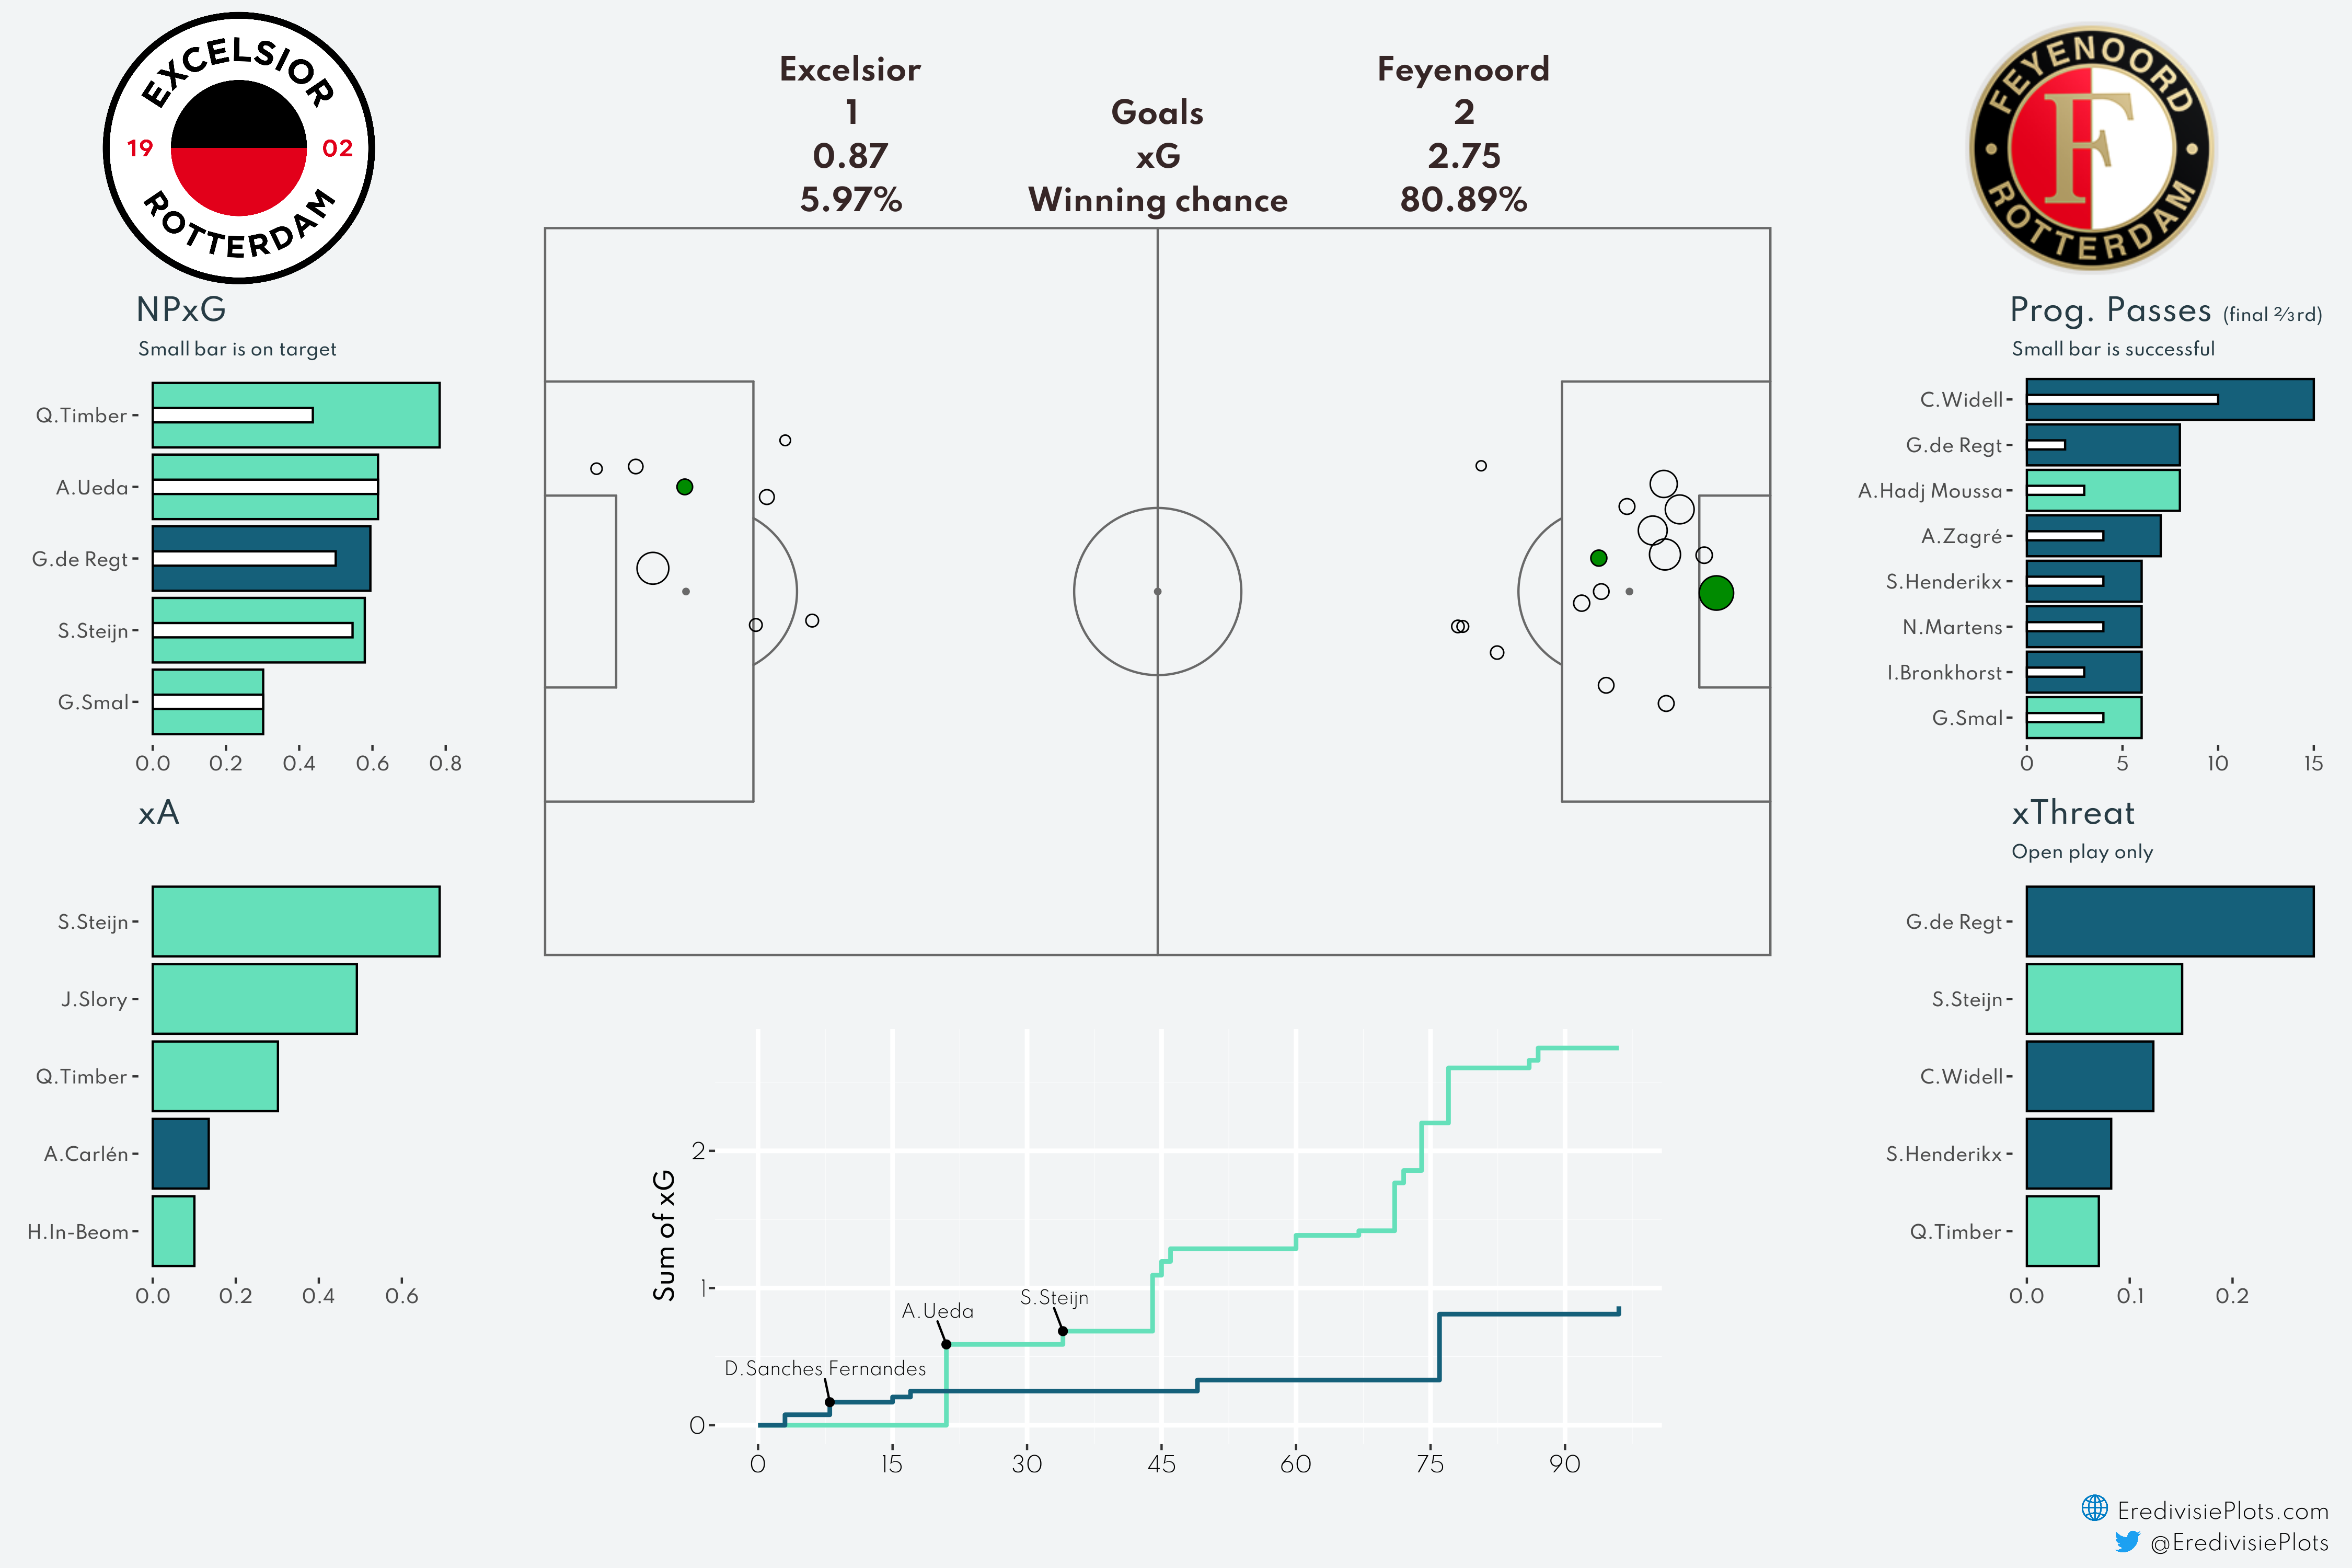 EXCELSIOR
19 02
ROTTERDAM
FEYENOORD
F
ROTTERDAM
Excelsior Feyenoord
1 Goals 2
0.87 xG 2.75
5.97% Winning chance 80.89%
NPxG
Small bar is on target
Q.Timber
A.Ueda
G.de Regt
S.Steijn
G.Smal
0.0 0.2 0.4 0.6 0.8
xA
S.Steijn
J.Slory
Q.Timber
A.Carlén
H.In-Beom
0.0 0.2 0.4 0.6
Sum of xG
2
1
0
A.Ueda
S.Steijn
D.Sanches Fernandes
0 15 30 45 60 75 90
Prog. Passes (final ⅔rd)
Small bar is successful
C.Widell
G.de Regt
A.Hadj Moussa
A.Zagré
S.Henderikx
N.Martens
I.Bronkhorst
G.Smal
0 5 10 15
xThreat
Open play only
G.de Regt
S.Steijn
C.Widell
S.Henderikx
Q.Timber
0.0 0.1 0.2
EredivisiePlots.com
@EredivisiePlots